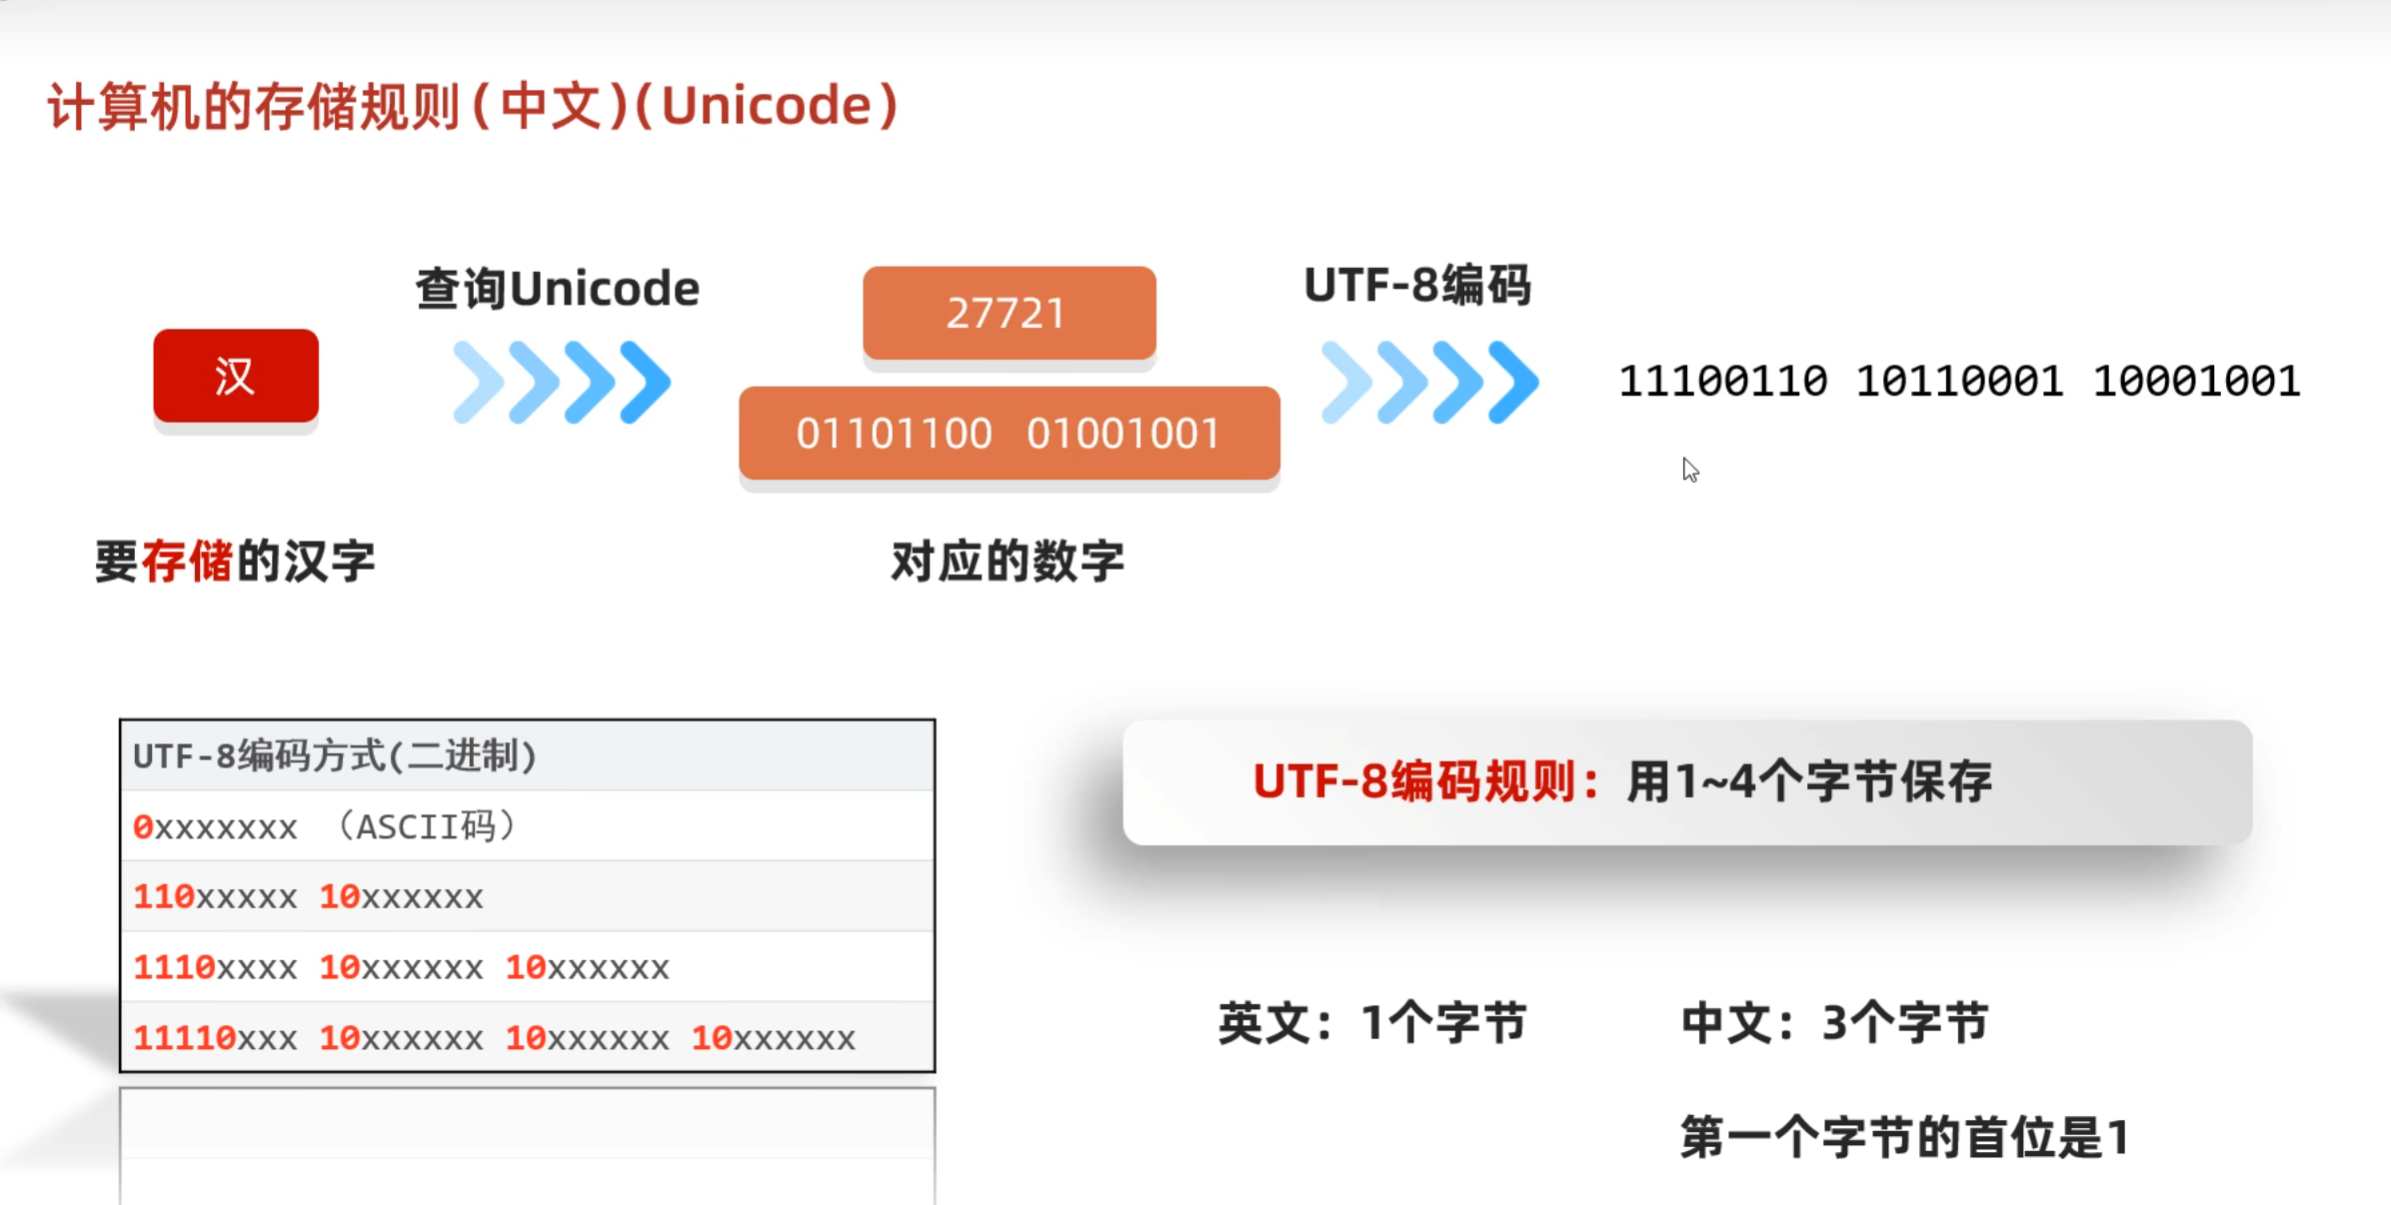 计算机的存储规则(中文)(Unicode)
查询Unicode
27721
UTF-8编码
汉
01101100 01001001
11100110 10110001 10001001
要存储的汉字
对应的数字
UTF-8编码方式(二进制)
0xxxxxxx （ASCII码）
110xxxxx 10xxxxxx
1110xxxx 10xxxxxx 10xxxxxx
11110xxx 10xxxxxx 10xxxxxx 10xxxxxx
UTF-8编码规则：用1~4个字节保存
英文：1个字节
中文：3个字节
第一个字节的首位是1